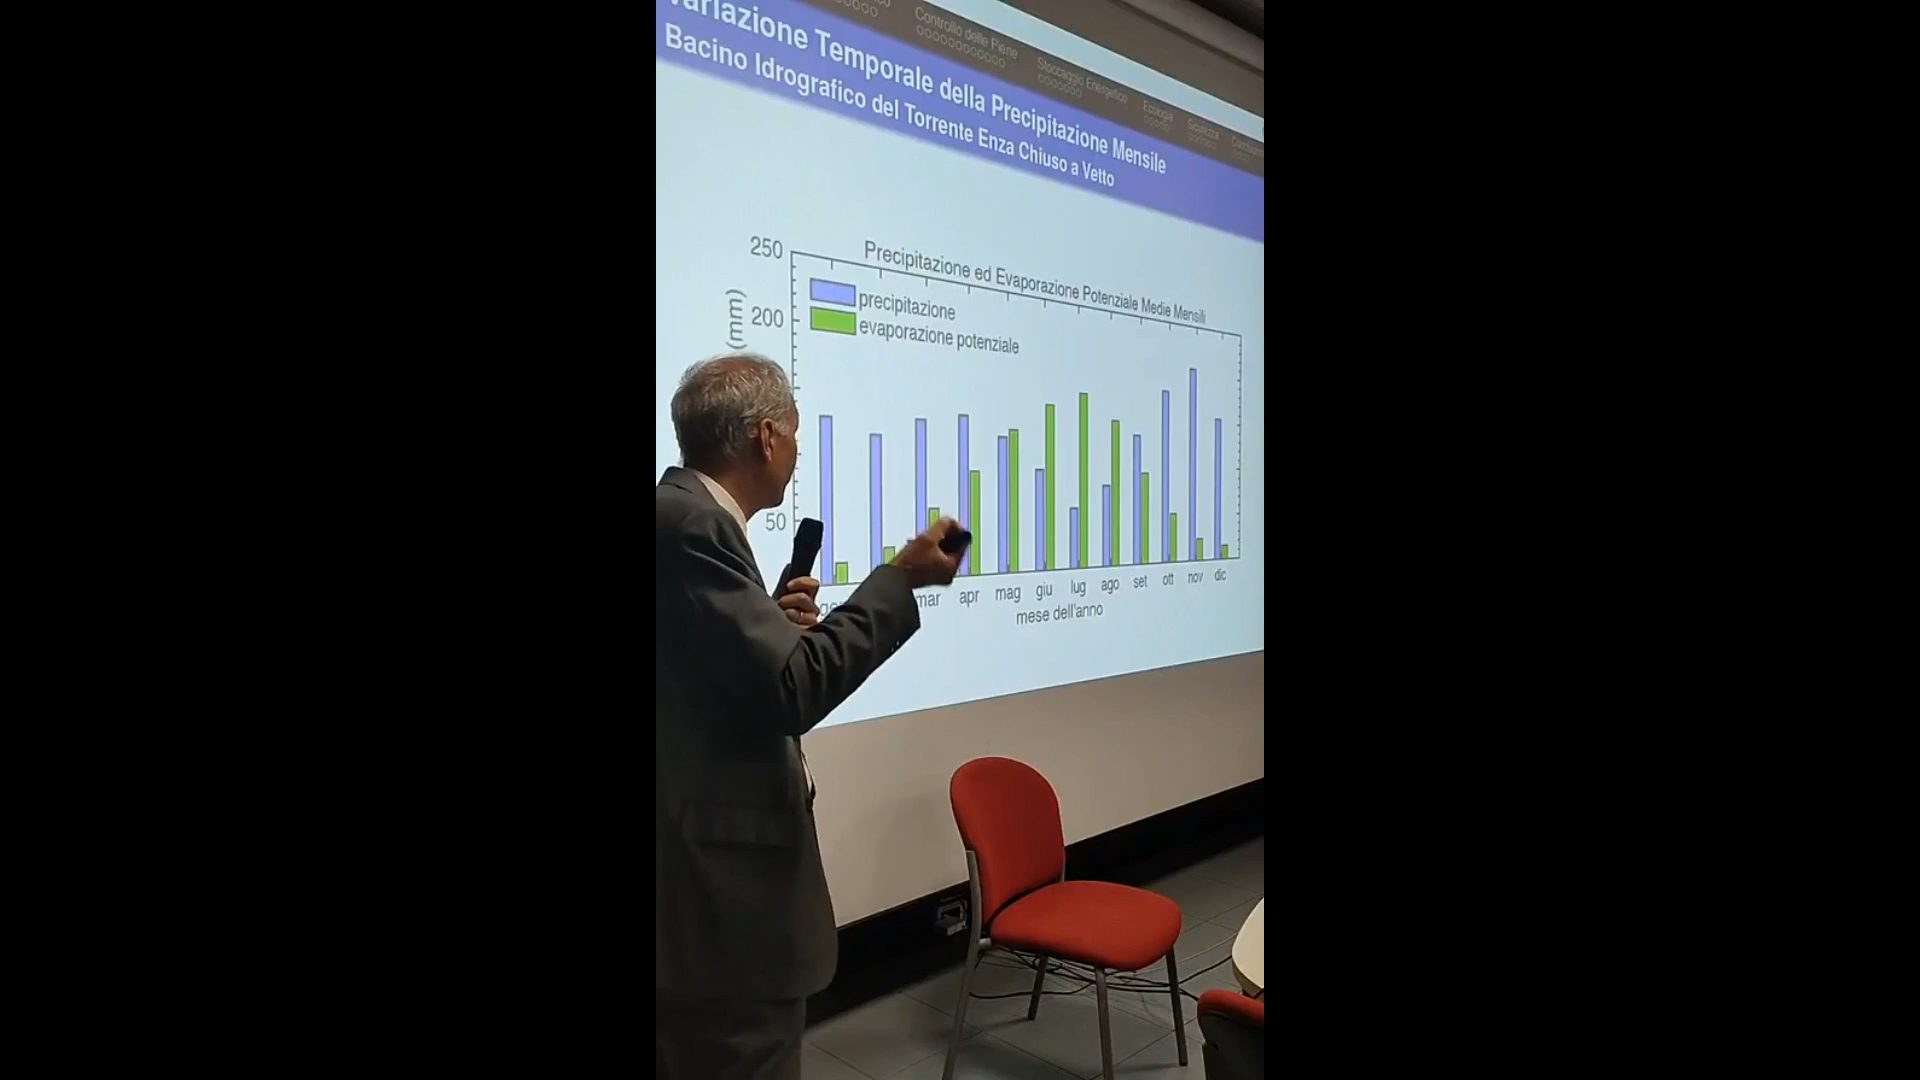 Controllo delle Piene
Stoccaggio Energetico
Ecologia
Sicurezza
Variazione Temporale della Precipitazione Mensile
Bacino Idrografico del Torrente Enza Chiuso a Vetto
Precipitazione ed Evaporazione Potenziale Medie Mensili
250
200
50
(mm)
precipitazione
evaporazione potenziale
mar apr mag giu lug ago set ott nov dic
mese dell'anno